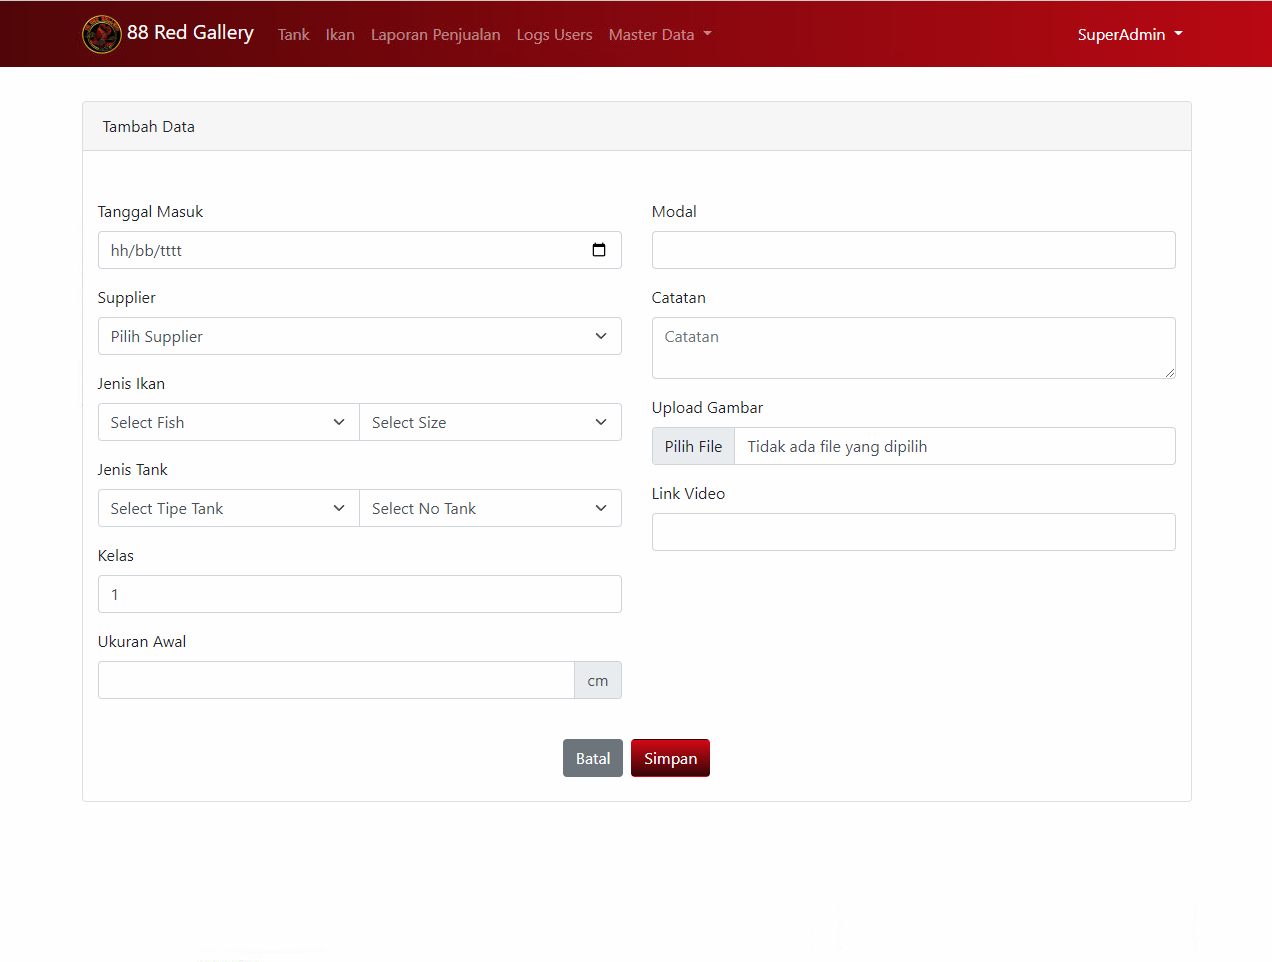 88 Red Gallery Tank Ikan Laporan Penjualan Logs Users Master Data SuperAdmin
Tambah Data
Tanggal Masuk
hh/bb/tttt
Supplier
Pilih Supplier
Jenis Ikan
Select Fish Select Size
Jenis Tank
Select Tipe Tank Select No Tank
Kelas
1
Ukuran Awal
cm
Modal
Catatan
Catatan
Upload Gambar
Pilih File Tidak ada file yang dipilih
Link Video
Batal Simpan